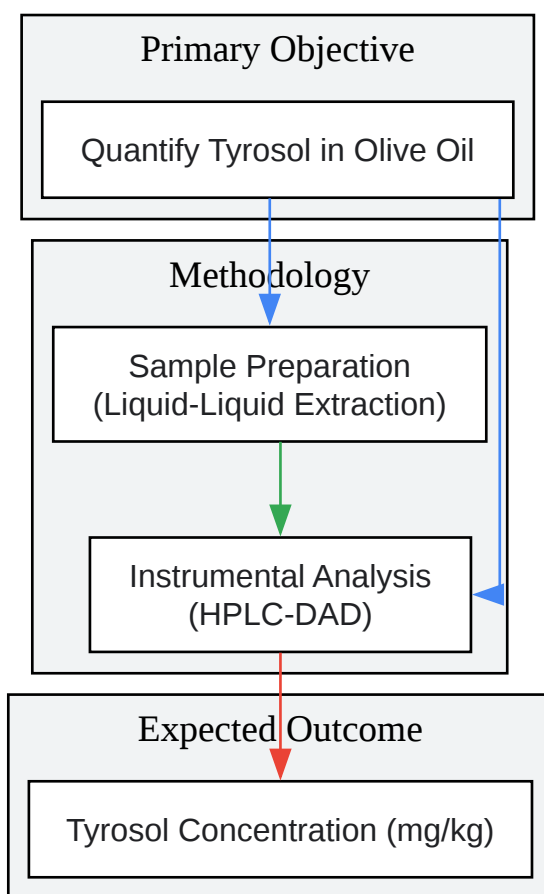 Primary Objective
Quantify Tyrosol in Olive Oil
Methodology
Sample Preparation
(Liquid-Liquid Extraction)
Instrumental Analysis
(HPLC-DAD)
Expected Outcome
Tyrosol Concentration (mg/kg)